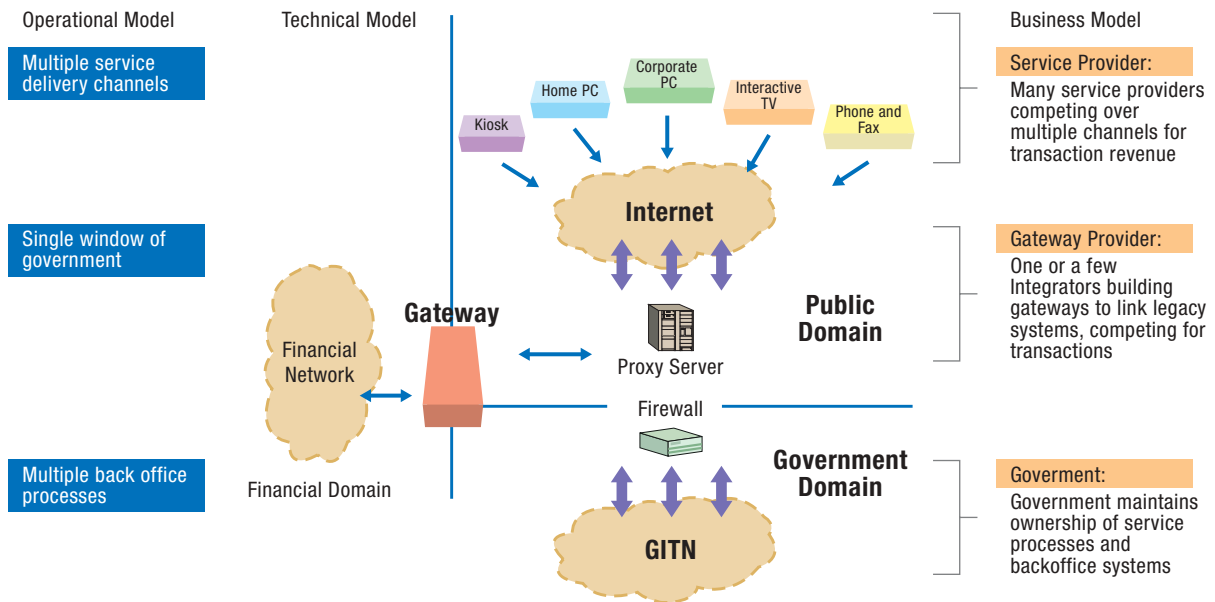 Operational Model
Technical Model
Business Model
Multiple service
delivery channels
Kiosk
Home PC
Corporate
PC
Interactive
TV
Phone and
Fax
Service Provider:
Many service providers
competing over
multiple channels for
transaction revenue
Internet
Single window of
government
Gateway
Financial
Network
Proxy Server
Public
Domain
Gateway Provider:
One or a few
Integrators building
gateways to link legacy
systems, competing for
transactions
Firewall
Multiple back office
processes
Financial Domain
Government
Domain
GITN
Goverment:
Government maintains
ownership of service
processes and
backoffice systems